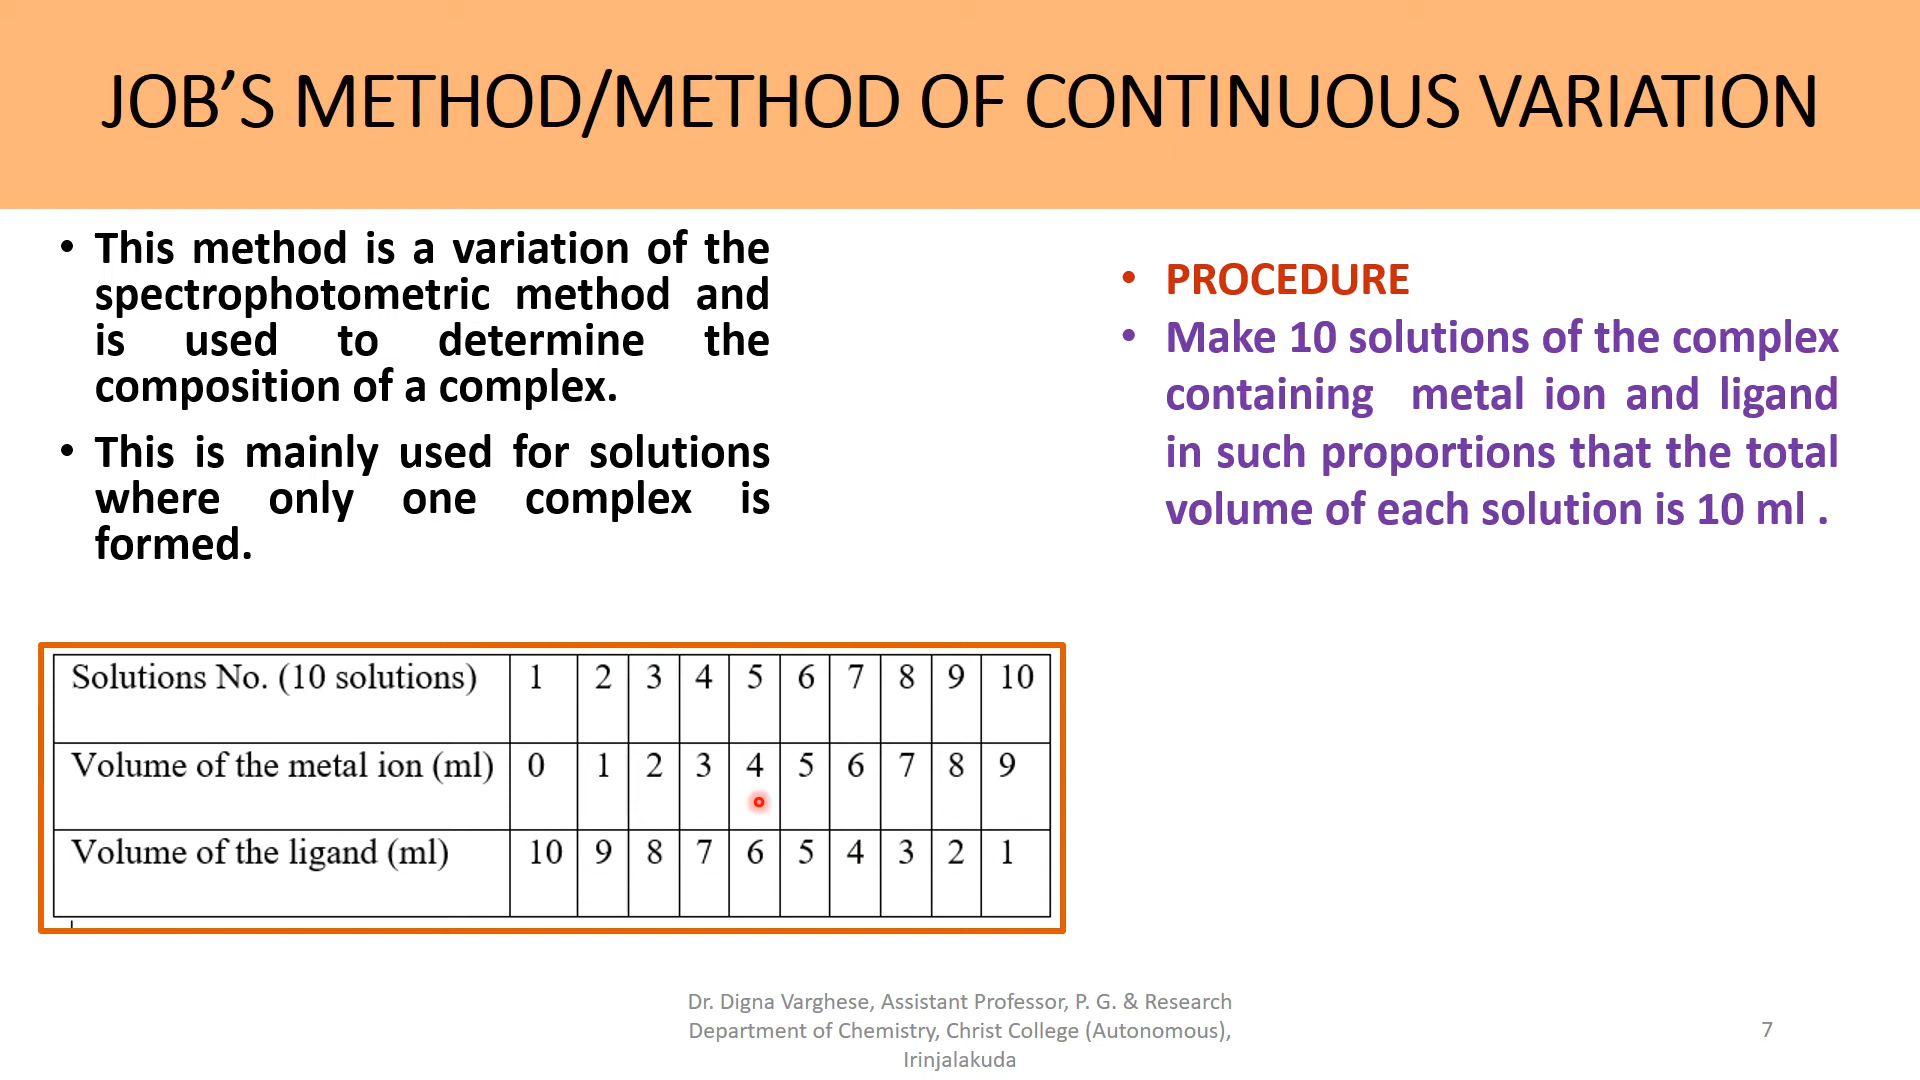 JOB’S METHOD/METHOD OF CONTINUOUS VARIATION
• This method is a variation of the
spectrophotometric method and
is used to determine the
composition of a complex.
• This is mainly used for solutions
where only one complex is
formed.
• PROCEDURE
• Make 10 solutions of the complex
containing metal ion and ligand
in such proportions that the total
volume of each solution is 10 ml .
Solutions No. (10 solutions) 1 2 3 4 5 6 7 8 9 10
Volume of the metal ion (ml) 0 1 2 3 4 5 6 7 8 9
Volume of the ligand (ml) 10 9 8 7 6 5 4 3 2 1
Dr. Digna Varghese, Assistant Professor, P. G. & Research
Department of Chemistry, Christ College (Autonomous),
Irinjalakuda
7